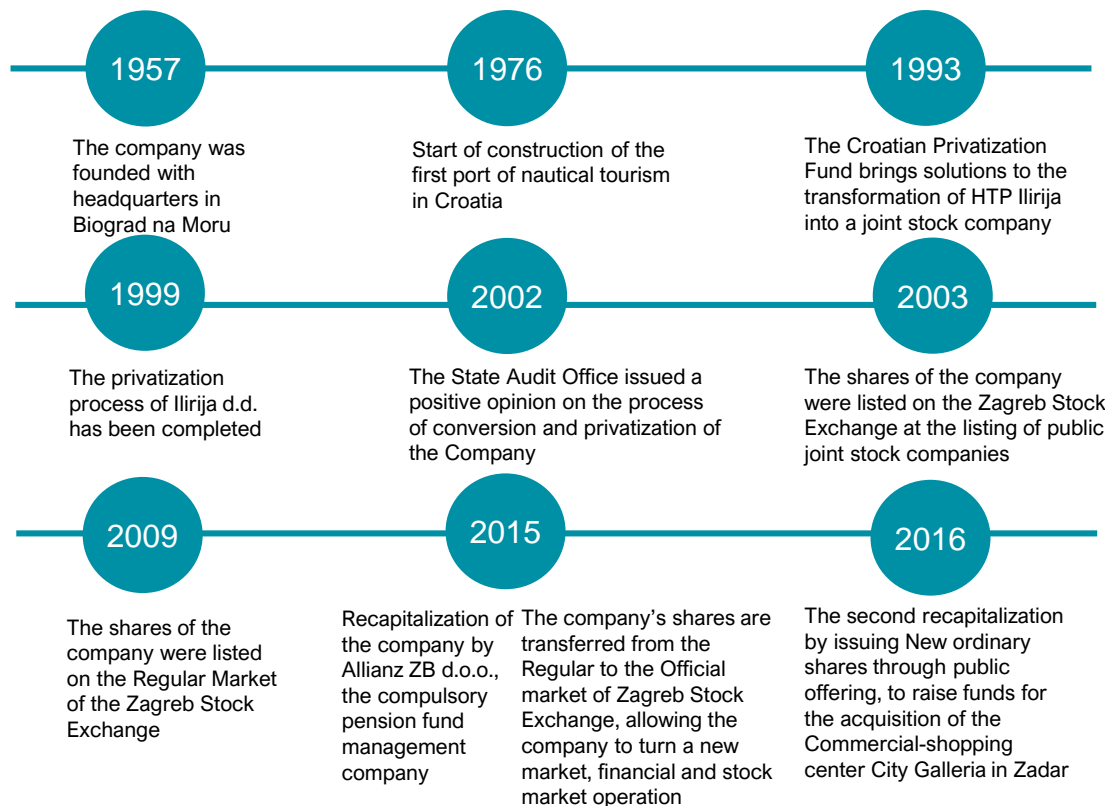 1957
The company was
founded with
headquarters in
Biograd na Moru
1976
Start of construction of the
first port of nautical tourism
in Croatia
1993
The Croatian Privatization
Fund brings solutions to the
transformation of HTP Ilirija
into a joint stock company
1999
The privatization
process of Ilirija d.d.
has been completed
2002
The State Audit Office issued a
positive opinion on the process
of conversion and privatization of
the Company
2003
The shares of the company
were listed on the Zagreb Stock
Exchange at the listing of public
joint stock companies
2009
The shares of the
company were listed
on the Regular Market
of the Zagreb Stock
Exchange
2015
Recapitalization of
the company by
Allianz ZB d.o.o.,
the compulsory
pension fund
management
company
The company’s shares are
transferred from the
Regular to the Official
market of Zagreb Stock
Exchange, allowing the
company to turn a new
market, financial and stock
market operation
2016
The second recapitalization
by issuing New ordinary
shares through public
offering, to raise funds for
the acquisition of the
Commercial-shopping
center City Galleria in Zadar